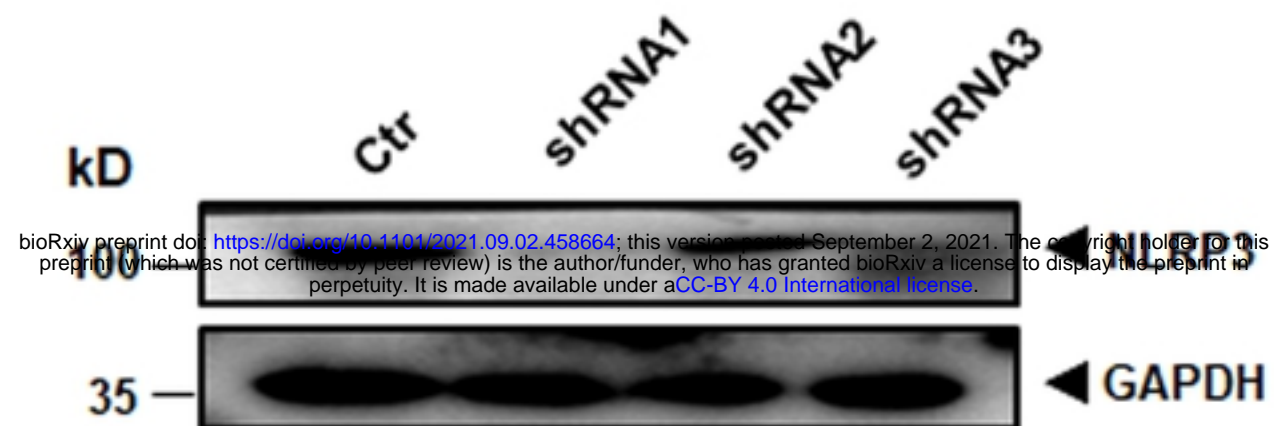 Ctr shRNA1 shRNA2 shRNA3
kD
bioRxiv preprint doi: https://doi.org/10.1101/2021.09.02.458664; this version posted September 2, 2021. The copyright holder for this
100 NLRP3
preprint (which was not certified by peer review) is the author/funder, who has granted bioRxiv a license to display the preprint in
perpetuity. It is made available under aCC-BY 4.0 International license.
35 GAPDH